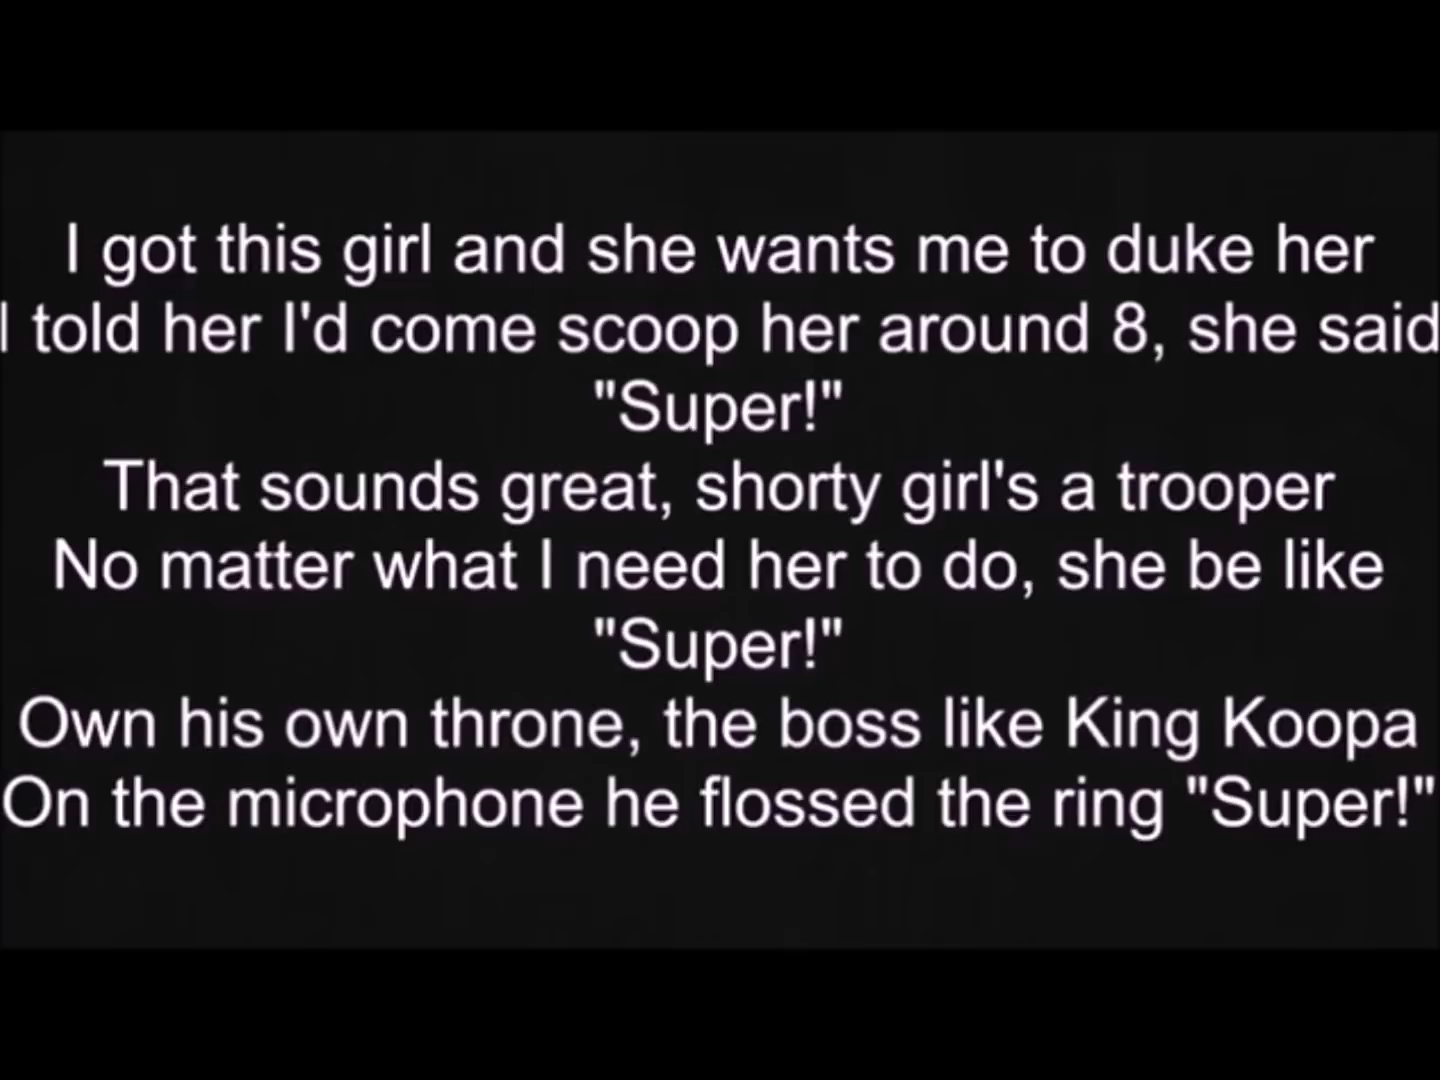 I got this girl and she wants me to duke her
I told her I'd come scoop her around 8, she said
"Super!"
That sounds great, shorty girl's a trooper
No matter what I need her to do, she be like
"Super!"
Own his own throne, the boss like King Koopa
On the microphone he flossed the ring "Super!"